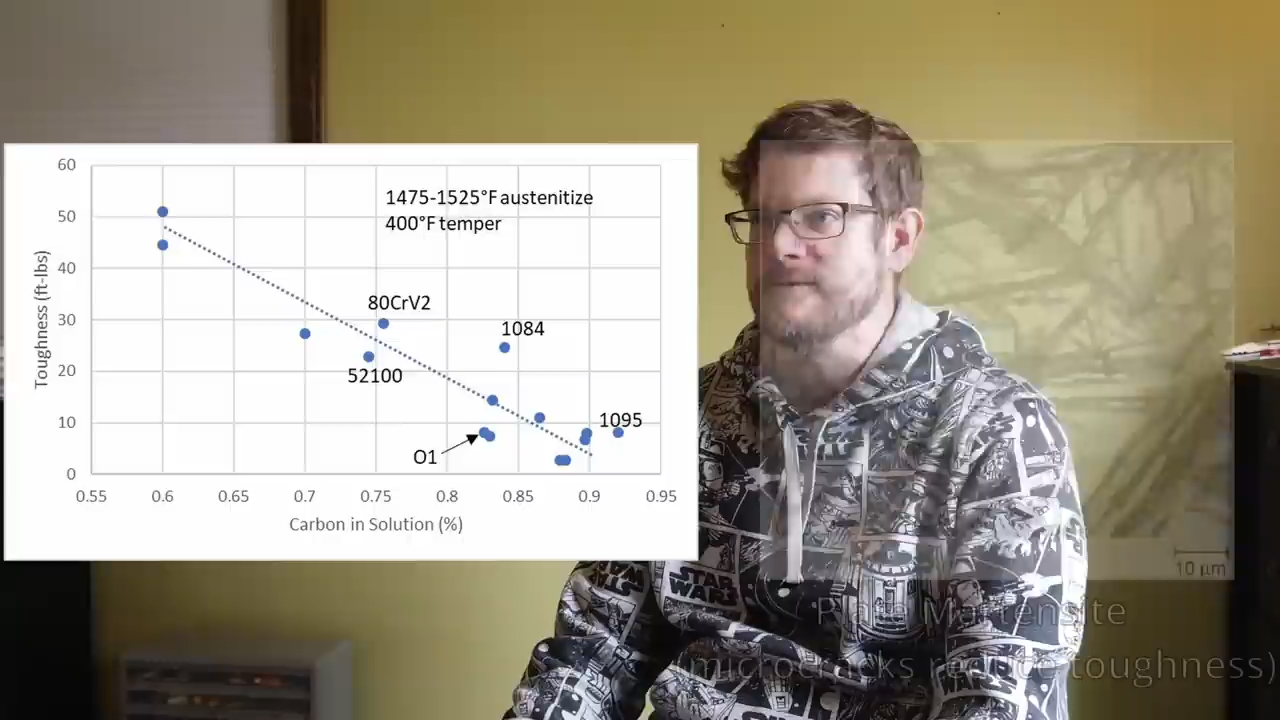 60
50
40
30
20
10
0
Toughness (ft-lbs)
1475-1525°F austenitize
400°F temper
80CrV2
52100
1084
O1
1095
0.55 0.6 0.65 0.7 0.75 0.8 0.85 0.9 0.95
Carbon in Solution (%)
10 µm
Plate Martensite
(microcracks reduce toughness)
STAR
WARS